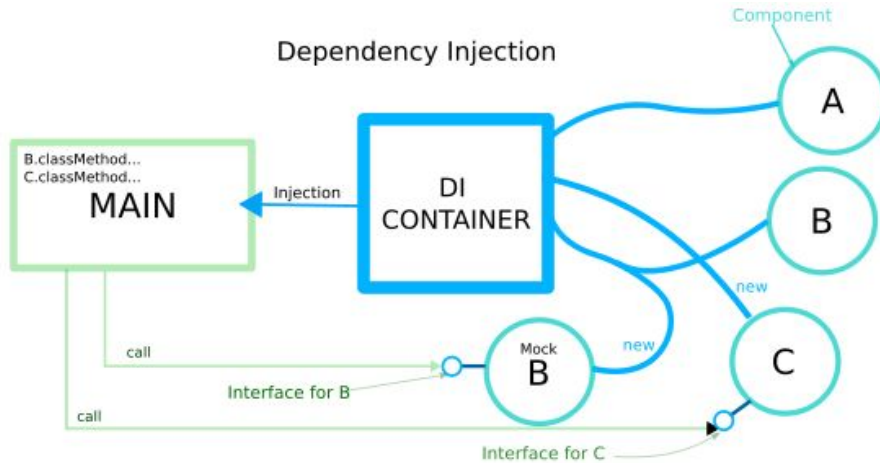 Component
Dependency Injection
A
B.classMethod...
C.classMethod...
MAIN
Injection
DI
CONTAINER
B
new
call
Mock
B
new
C
Interface for B
call
Interface for C